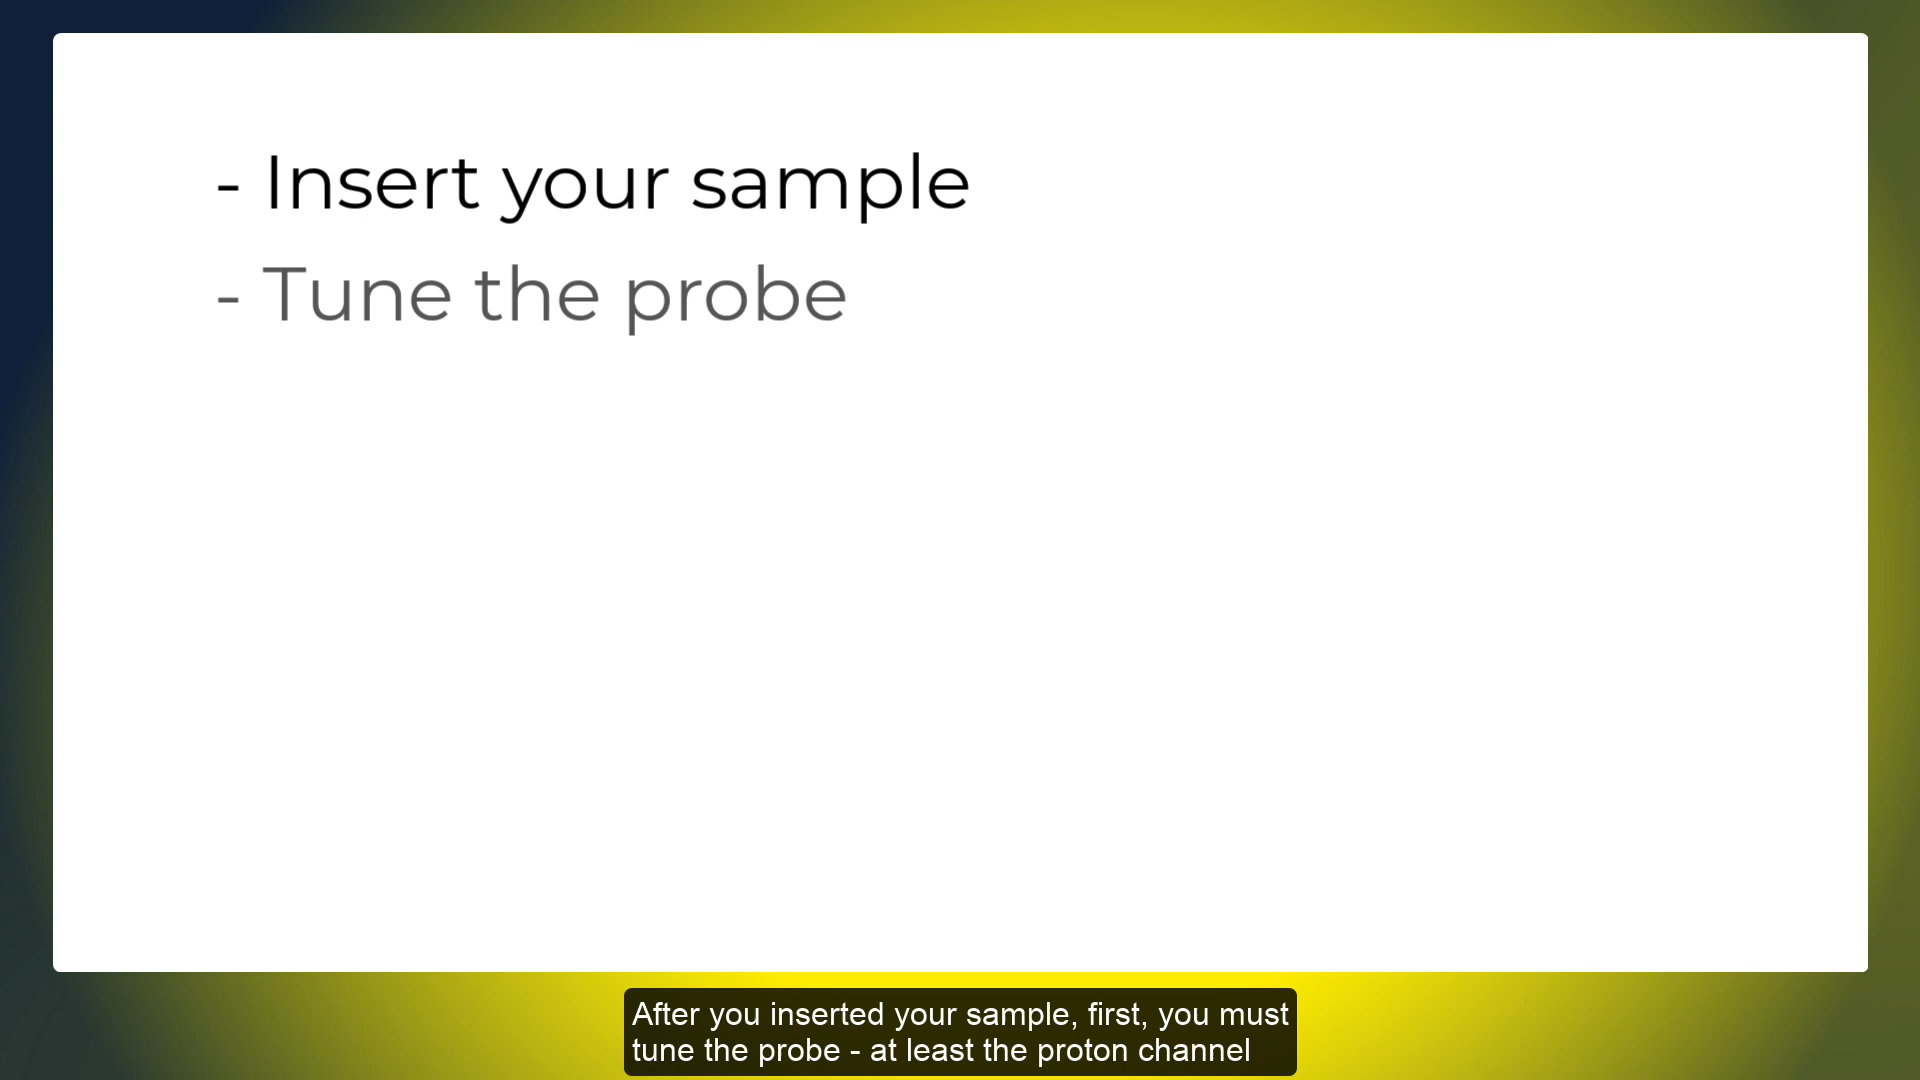 - Insert your sample
- Tune the probe
After you inserted your sample, first, you must
tune the probe - at least the proton channel